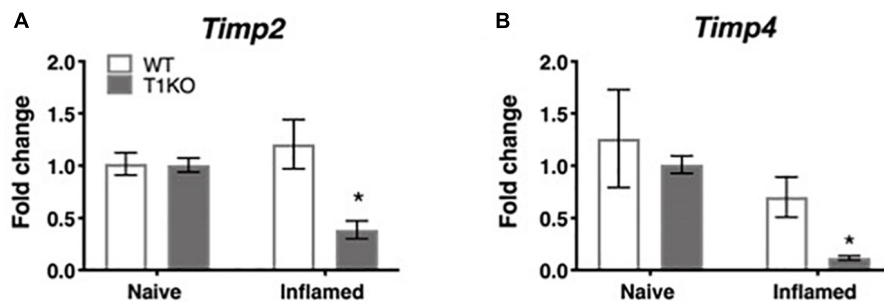 A
Timp2
Fold change
2.0
1.5
1.0
0.5
0.0
WT
T1KO
*
Naive
Inflamed
B
Timp4
Fold change
2.0
1.5
1.0
0.5
0.0
*
Naive
Inflamed